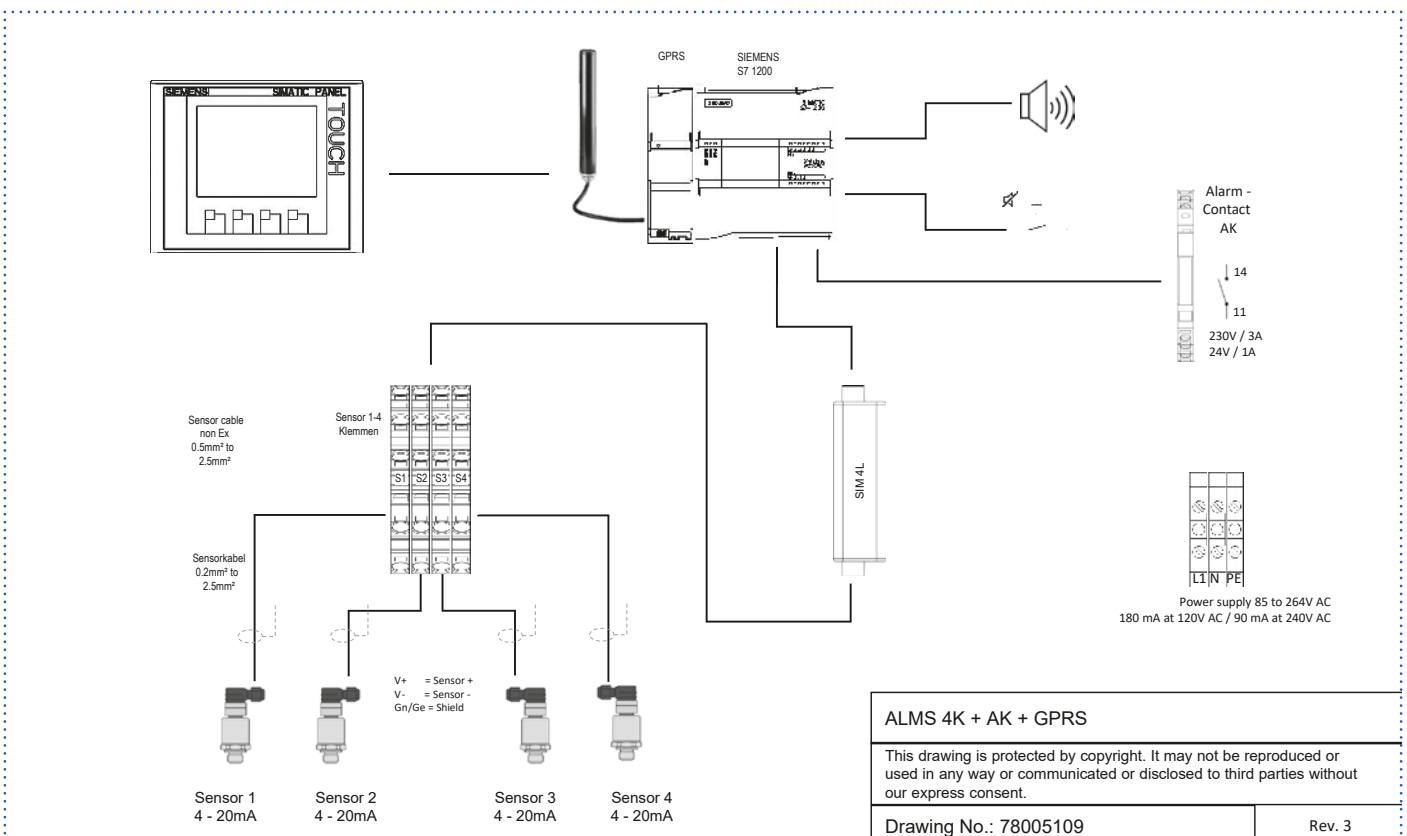 SIEMENS
SIMATIC PANEL
TOUCH
GPRS
SIEMENS
S7 1200
Alarm -
Contact
AK
14
11
230V / 3A
24V / 1A
Sensor cable
non Ex
0.5mm² to
2.5mm²
Sensor 1-4
Klemmen
S1 S2 S3 S4
SIM 4L
Sensorkabel
0.2mm² to
2.5mm²
L1 N PE
Power supply 85 to 264V AC
180 mA at 120V AC / 90 mA at 240V AC
V+ = Sensor +
V- = Sensor -
Gn/Ge = Shield
Sensor 1
4 - 20mA
Sensor 2
4 - 20mA
Sensor 3
4 - 20mA
Sensor 4
4 - 20mA
ALMS 4K + AK + GPRS
This drawing is protected by copyright. It may not be reproduced or
used in any way or communicated or disclosed to third parties without
our express consent.
Drawing No.: 78005109
Rev. 3